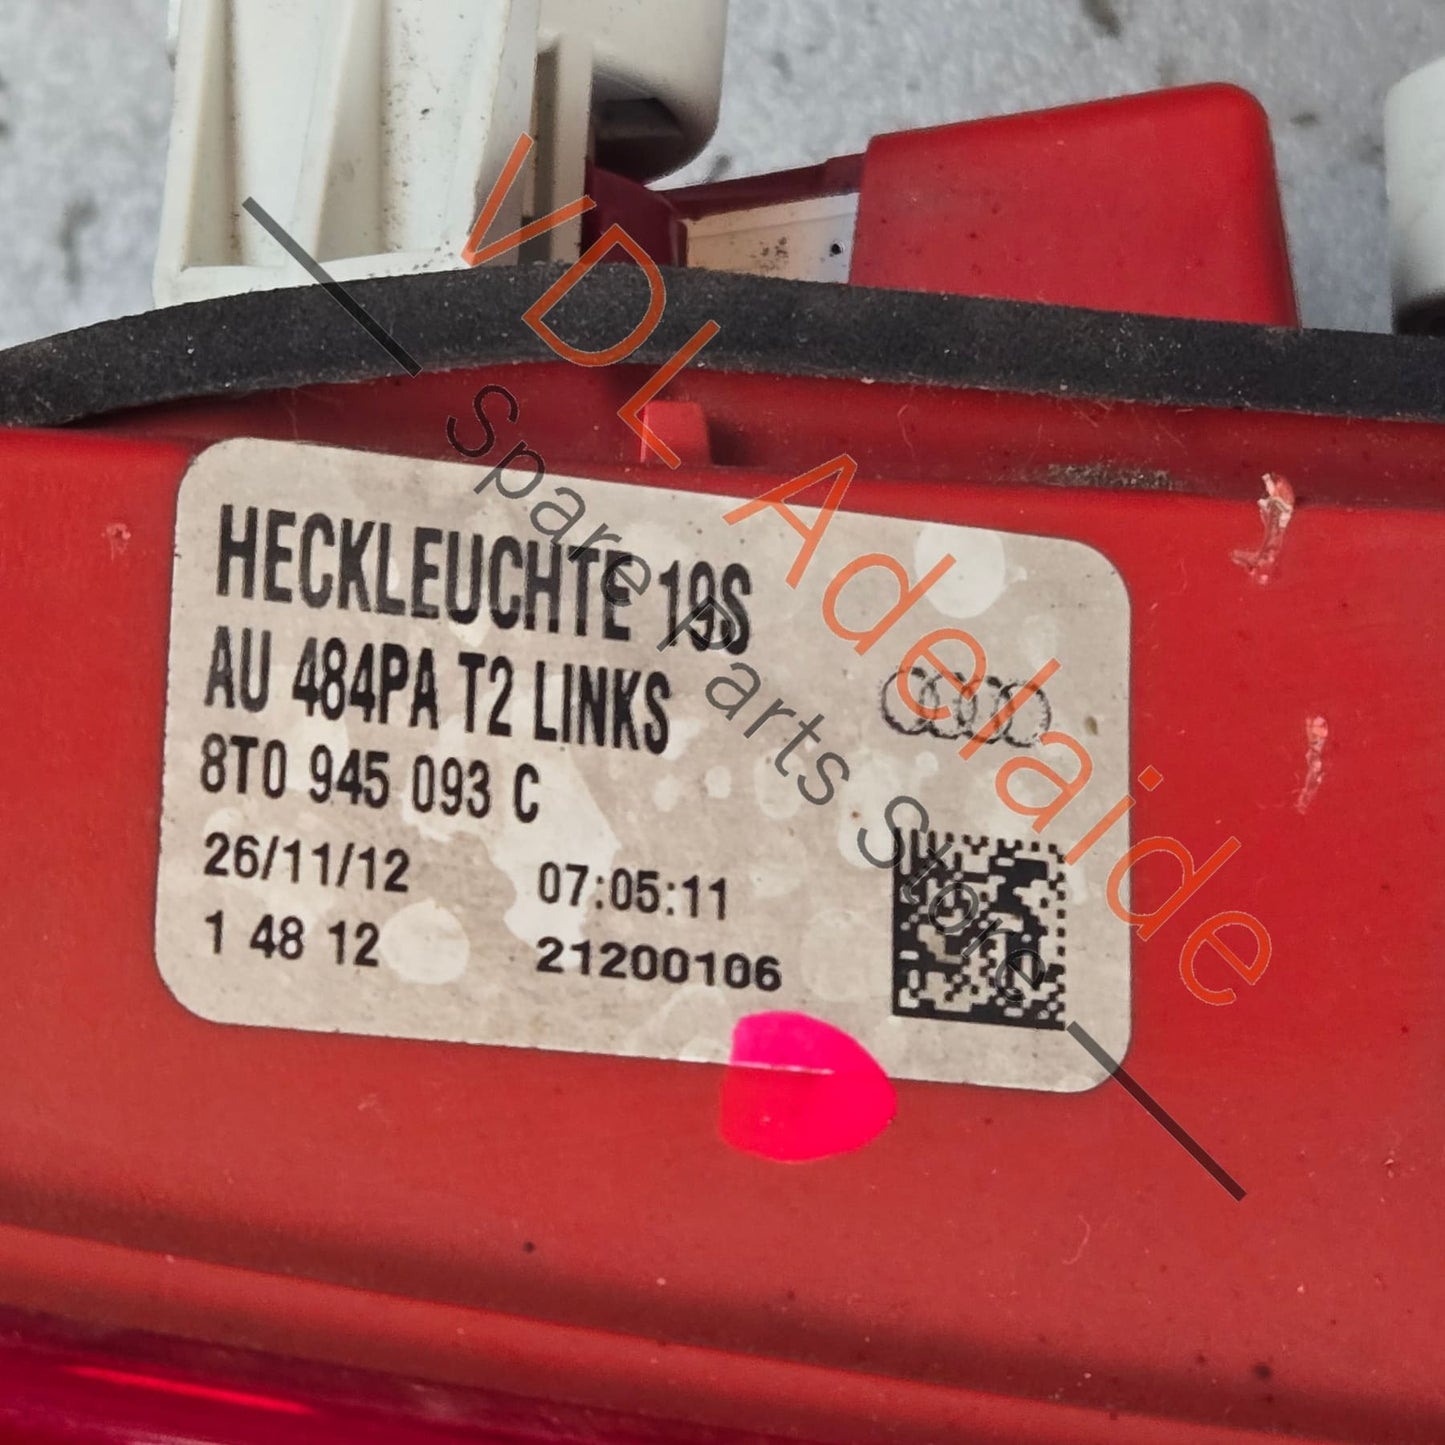 HECKLEUCHTE 19S
AU 484PA T2 LINKS
8T0 945 093 C
26/11/12 07:05:11
1 48 12 21200106
VDL Adelaide
Spare Parts Store